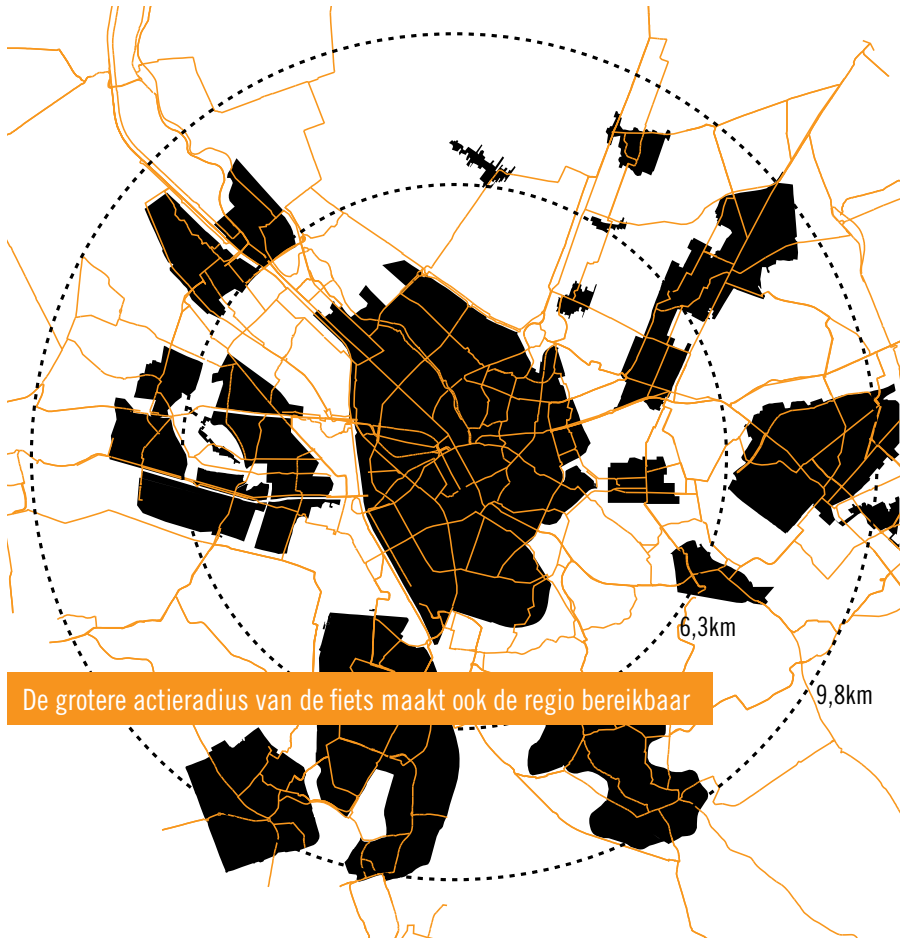 6,3km
De grotere actieradius van de fiets maakt ook de regio bereikbaar
9,8km